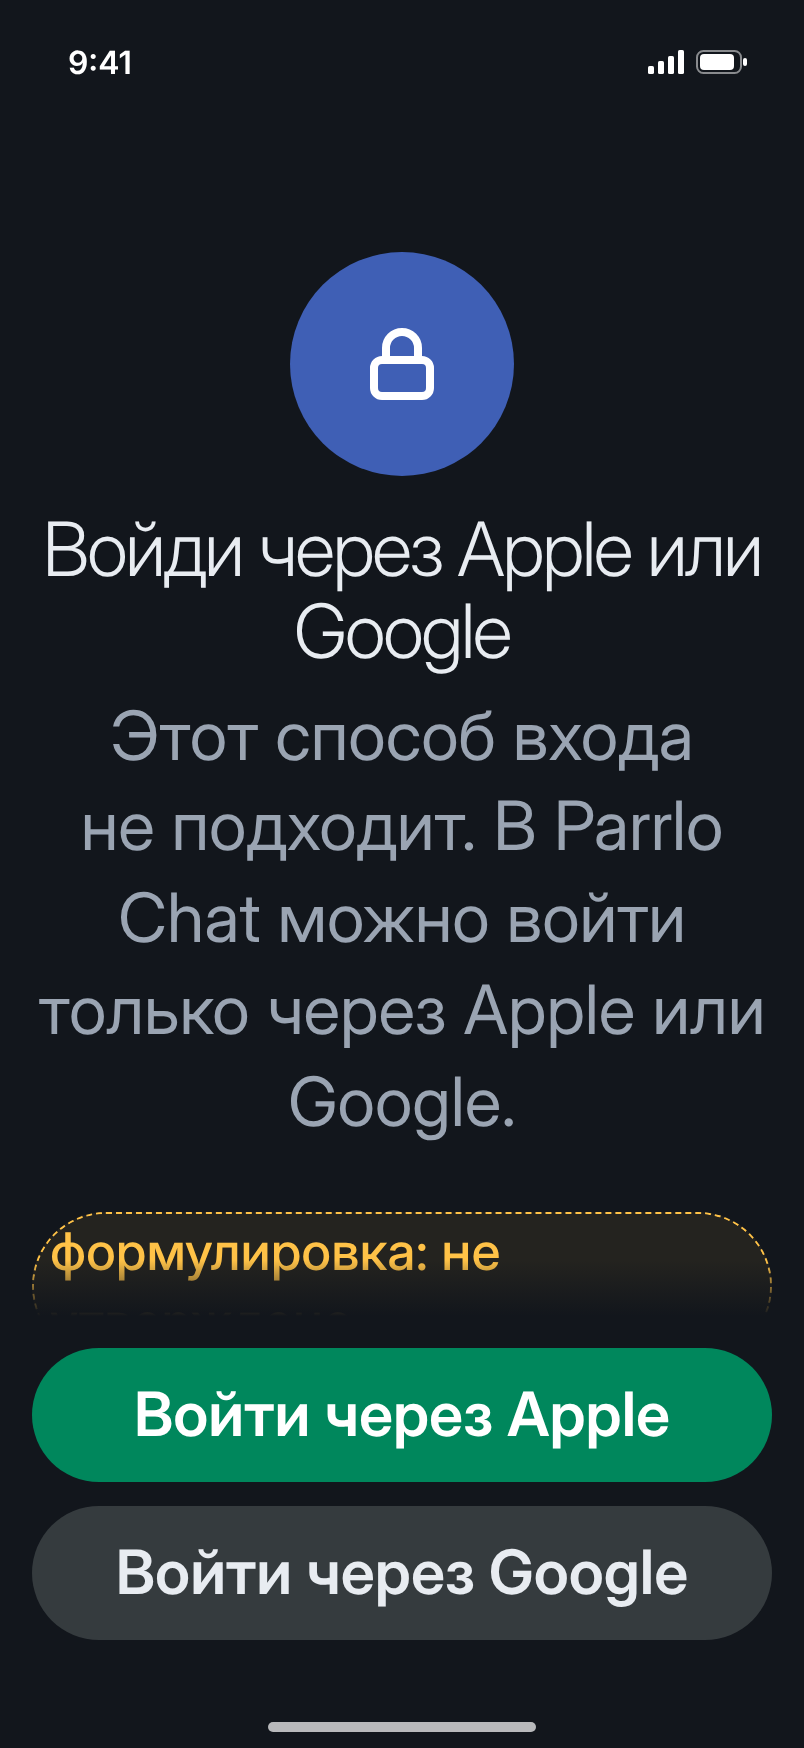 9:41
Войди через Apple или
Google
Этот способ входа
не подходит. В Parrlo
Chat можно войти
только через Apple или
Google.
формулировка: не
Войти через Apple
Войти через Google